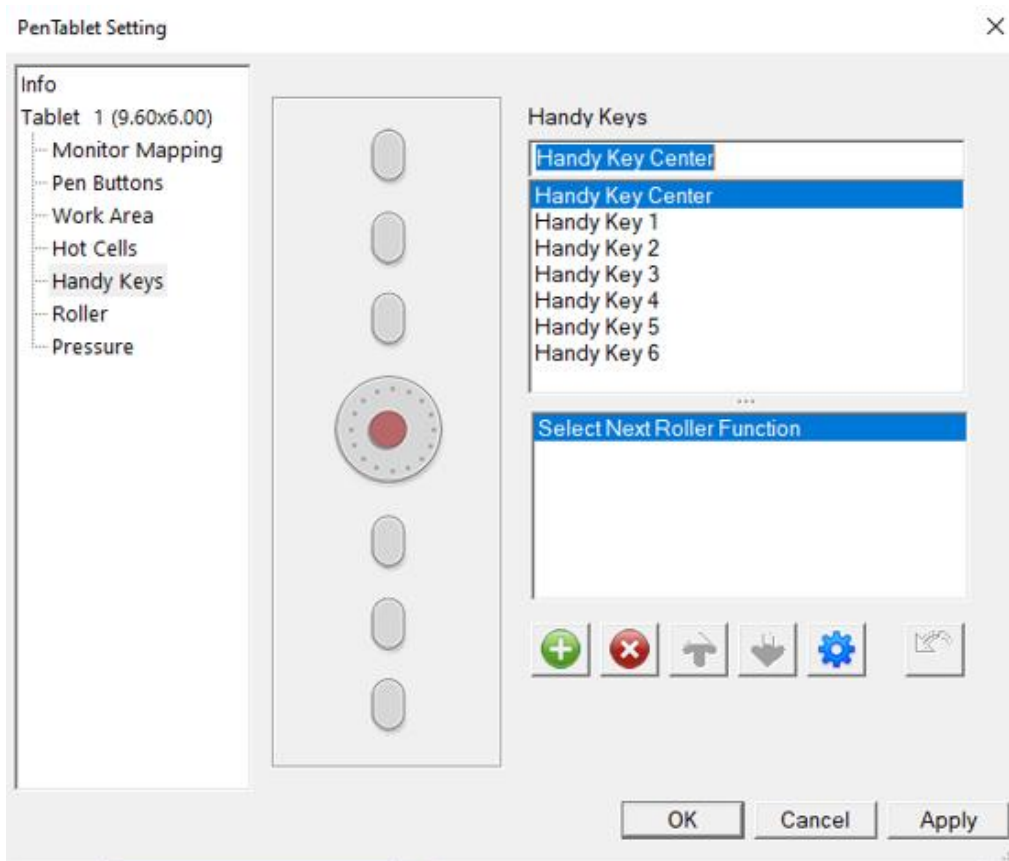 PenTablet Setting
Info
Tablet 1 (9.60x6.00)
Monitor Mapping
Pen Buttons
Work Area
Hot Cells
Handy Keys
Roller
Pressure
Handy Keys
Handy Key Center
Handy Key Center
Handy Key 1
Handy Key 2
Handy Key 3
Handy Key 4
Handy Key 5
Handy Key 6
Select Next Roller Function
OK Cancel Apply